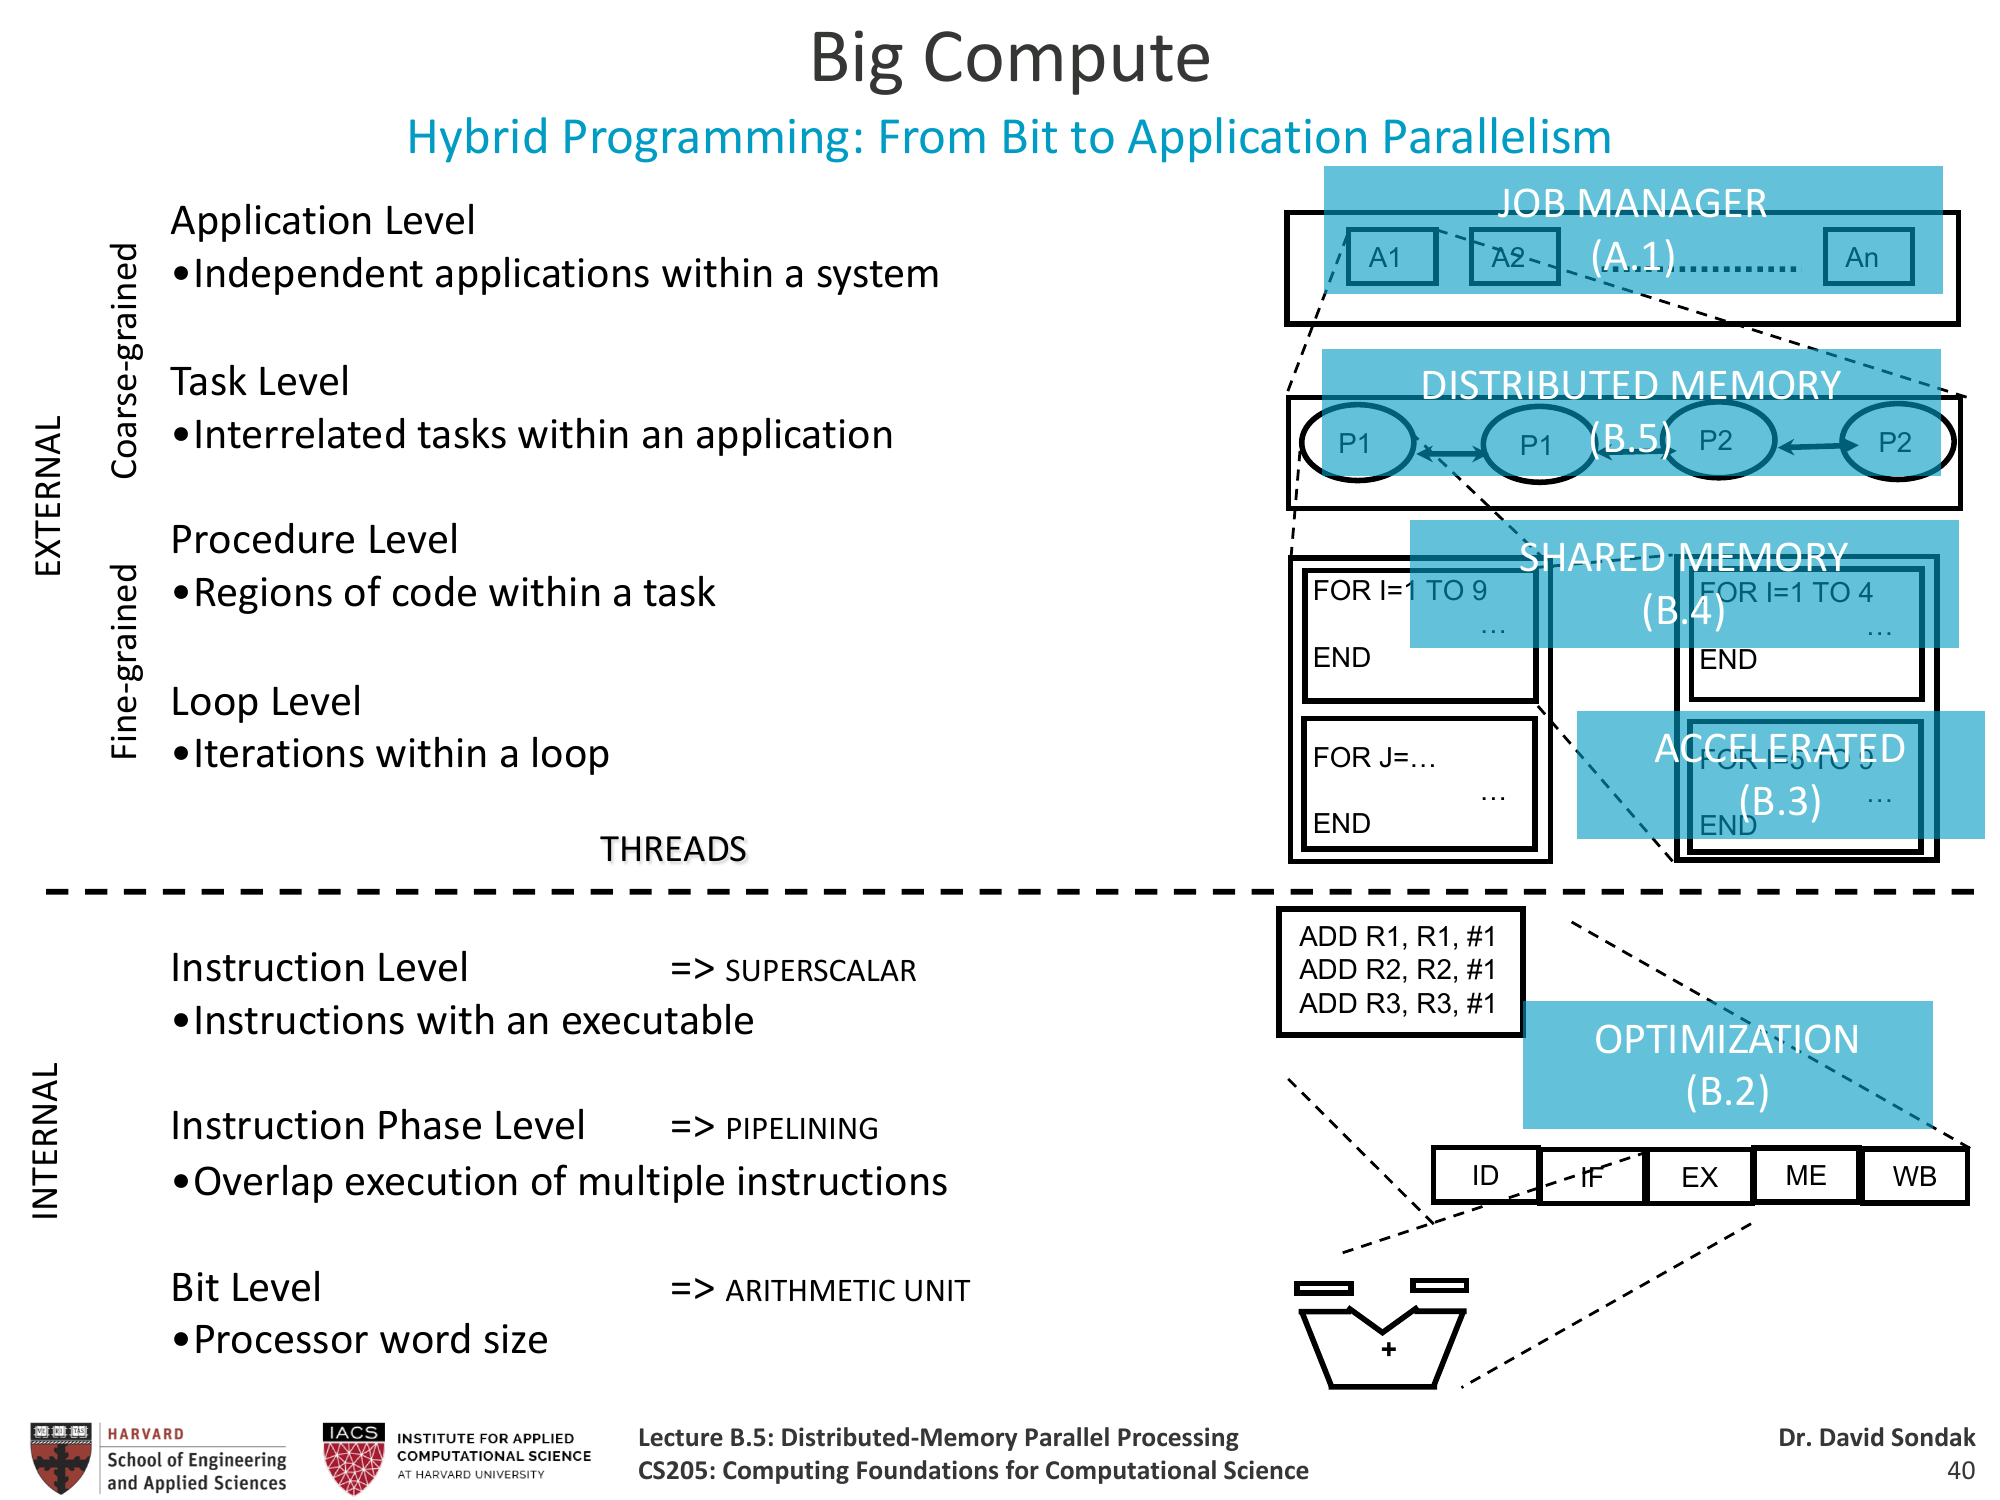 Big Compute
Hybrid Programming: From Bit to Application Parallelism
EXTERNAL
Coarse-grained
Fine-grained
Application Level
•Independent applications within a system
Task Level
•Interrelated tasks within an application
Procedure Level
•Regions of code within a task
Loop Level
•Iterations within a loop
THREADS
JOB MANAGER
(A.1)
A1 A2 An
DISTRIBUTED MEMORY
(B.5)
P1 P1 P2 P2
SHARED MEMORY
(B.4)
FOR I=1 TO 9
…
END
FOR J=…
…
END
FOR I=1 TO 4
…
END
ACCELERATED
(B.3)
FOR I=5 TO 9
…
END
INTERNAL
Instruction Level => SUPERSCALAR
•Instructions with an executable
Instruction Phase Level => PIPELINING
•Overlap execution of multiple instructions
Bit Level => ARITHMETIC UNIT
•Processor word size
ADD R1, R1, #1
ADD R2, R2, #1
ADD R3, R3, #1
OPTIMIZATION
(B.2)
ID IF EX ME WB
+
HARVARD
School of Engineering
and Applied Sciences
IACS
INSTITUTE FOR APPLIED
COMPUTATIONAL SCIENCE
AT HARVARD UNIVERSITY
Lecture B.5: Distributed-Memory Parallel Processing
CS205: Computing Foundations for Computational Science
Dr. David Sondak
40